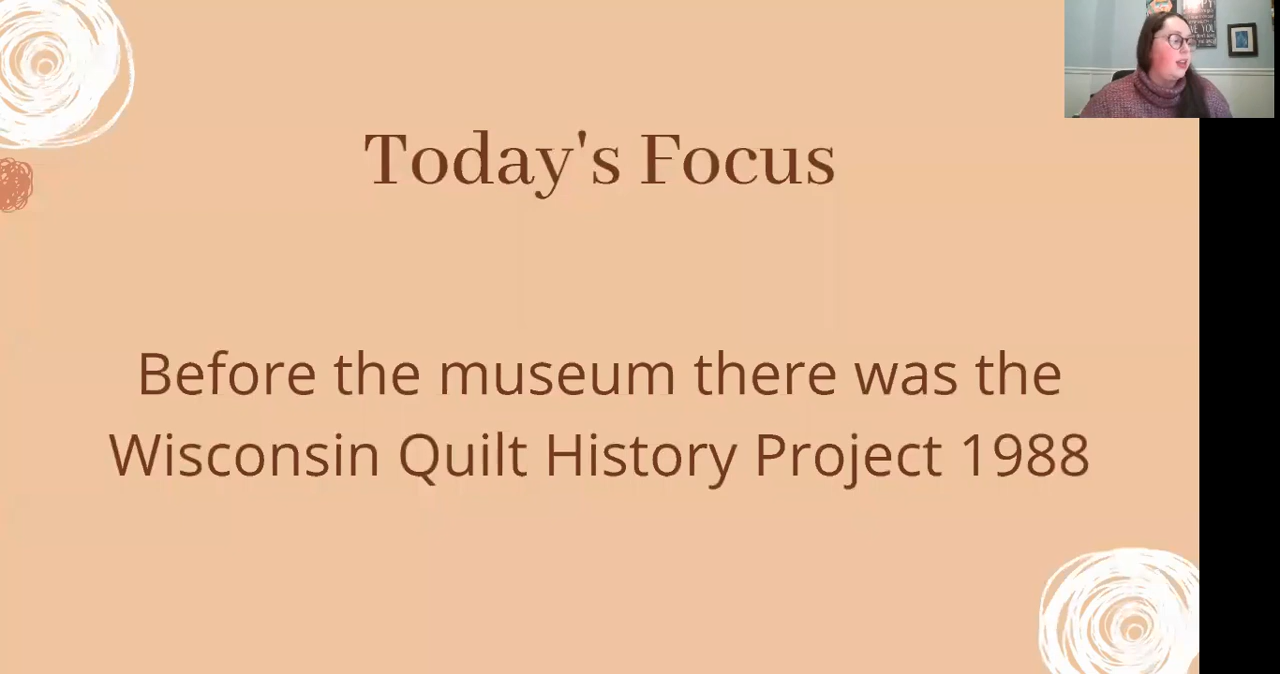 Today's Focus
Before the museum there was the
Wisconsin Quilt History Project 1988